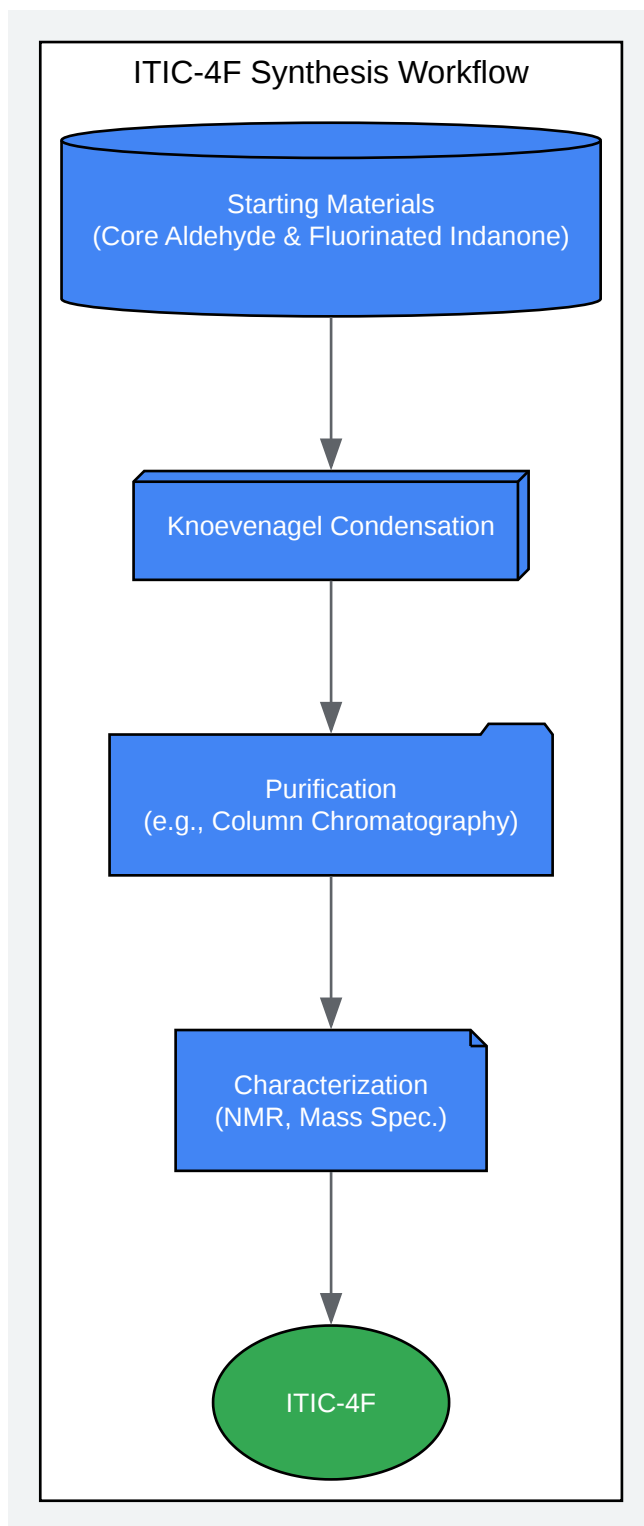 ITIC-4F Synthesis Workflow
Starting Materials
(Core Aldehyde & Fluorinated Indanone)
Knoevenagel Condensation
Purification
(e.g., Column Chromatography)
Characterization
(NMR, Mass Spec.)
ITIC-4F